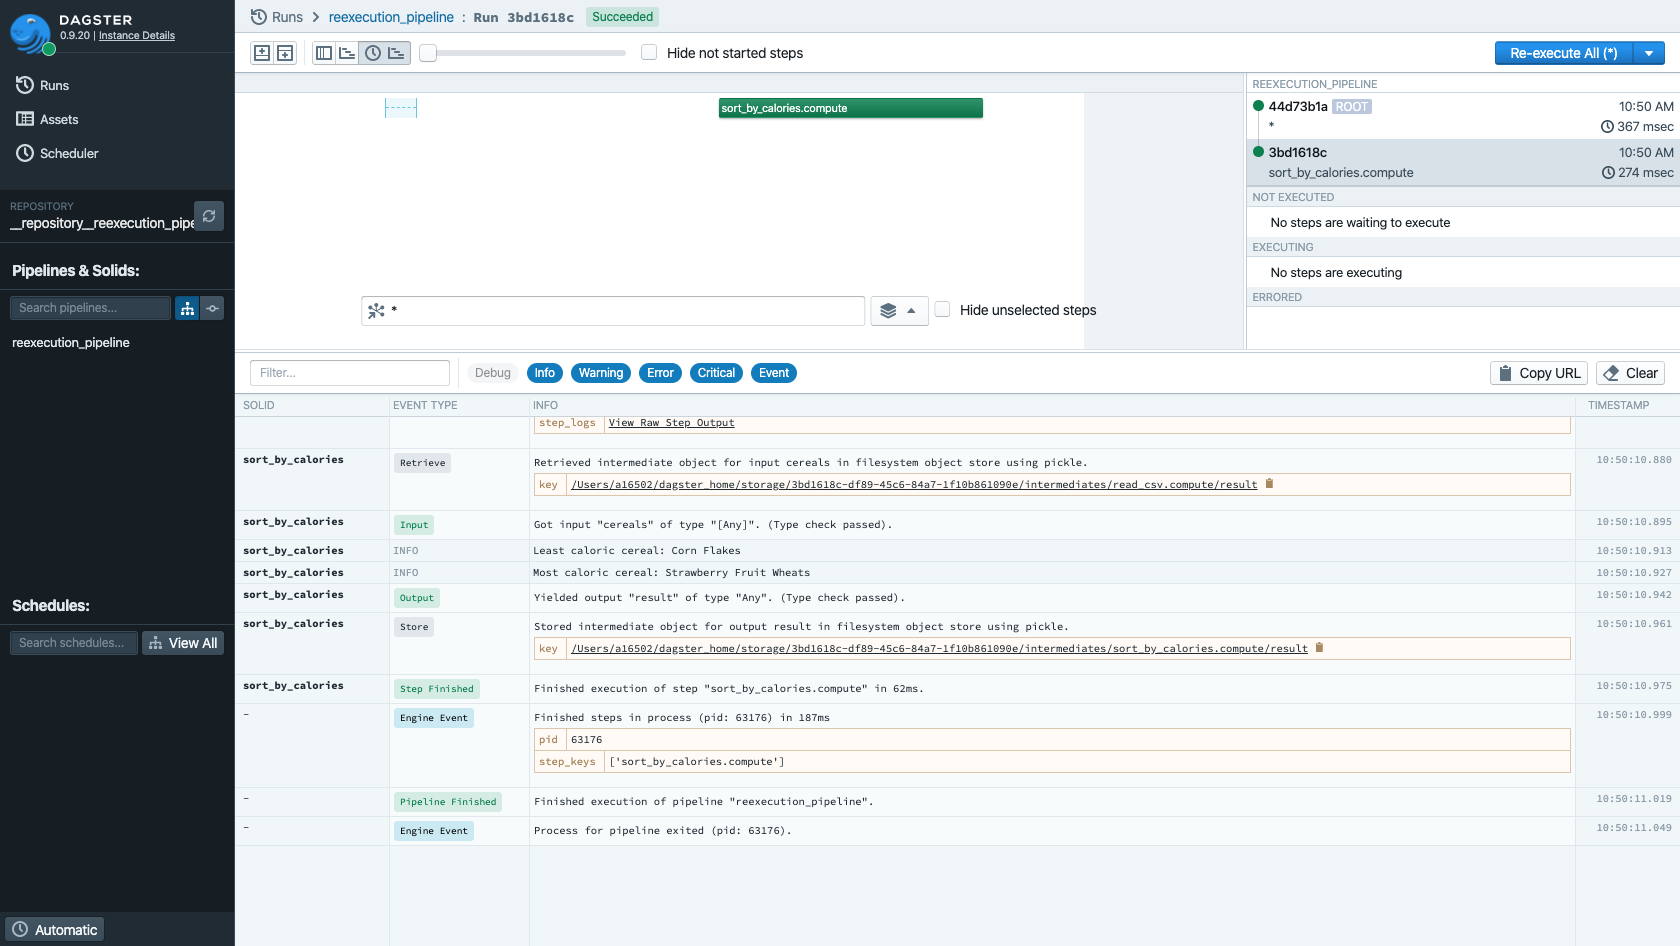 DAGSTER
0.9.20 | Instance Details
Runs
Assets
Scheduler
REPOSITORY
__repository__reexecution_pipe
Pipelines & Solids:
Search pipelines...
reexecution_pipeline
Schedules:
Search schedules...
View All
Automatic
Runs > reexecution_pipeline : Run 3bd1618c Succeeded
Hide not started steps
Re-execute All (*)
sort_by_calories.compute
*
Hide unselected steps
REEXECUTION_PIPELINE
44d73b1a ROOT 10:50 AM
* 367 msec
3bd1618c 10:50 AM
sort_by_calories.compute 274 msec
NOT EXECUTED
No steps are waiting to execute
EXECUTING
No steps are executing
ERRORED
Filter...
Debug Info Warning Error Critical Event
Copy URL
Clear
SOLID EVENT TYPE INFO TIMESTAMP
step_logs View Raw Step Output
sort_by_calories Retrieve Retrieved intermediate object for input cereals in filesystem object store using pickle. 10:50:10.880
key /Users/a16502/dagster_home/storage/3bd1618c-df89-45c6-84a7-1f10b861090e/intermediates/read_csv.compute/result
sort_by_calories Input Got input "cereals" of type "[Any]". (Type check passed). 10:50:10.895
sort_by_calories INFO Least caloric cereal: Corn Flakes 10:50:10.913
sort_by_calories INFO Most caloric cereal: Strawberry Fruit Wheats 10:50:10.927
sort_by_calories Output Yielded output "result" of type "Any". (Type check passed). 10:50:10.942
sort_by_calories Store Stored intermediate object for output result in filesystem object store using pickle. 10:50:10.961
key /Users/a16502/dagster_home/storage/3bd1618c-df89-45c6-84a7-1f10b861090e/intermediates/sort_by_calories.compute/result
sort_by_calories Step Finished Finished execution of step "sort_by_calories.compute" in 62ms. 10:50:10.975
– Engine Event Finished steps in process (pid: 63176) in 187ms 10:50:10.999
pid 63176
step_keys ['sort_by_calories.compute']
– Pipeline Finished Finished execution of pipeline "reexecution_pipeline". 10:50:11.019
– Engine Event Process for pipeline exited (pid: 63176). 10:50:11.049